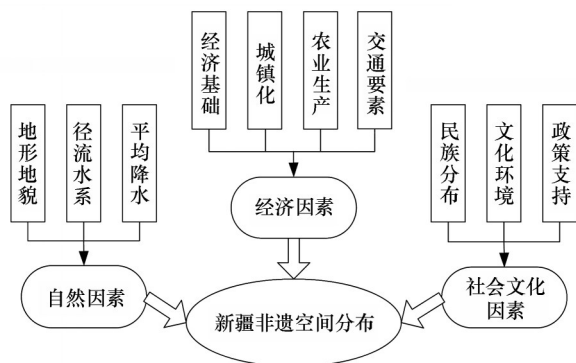 经济基础
城镇化
农业生产
交通要素
地形地貌
径流水系
平均降水
民族分布
文化环境
政策支持
经济因素
自然因素
社会文化
因素
新疆非遗空间分布